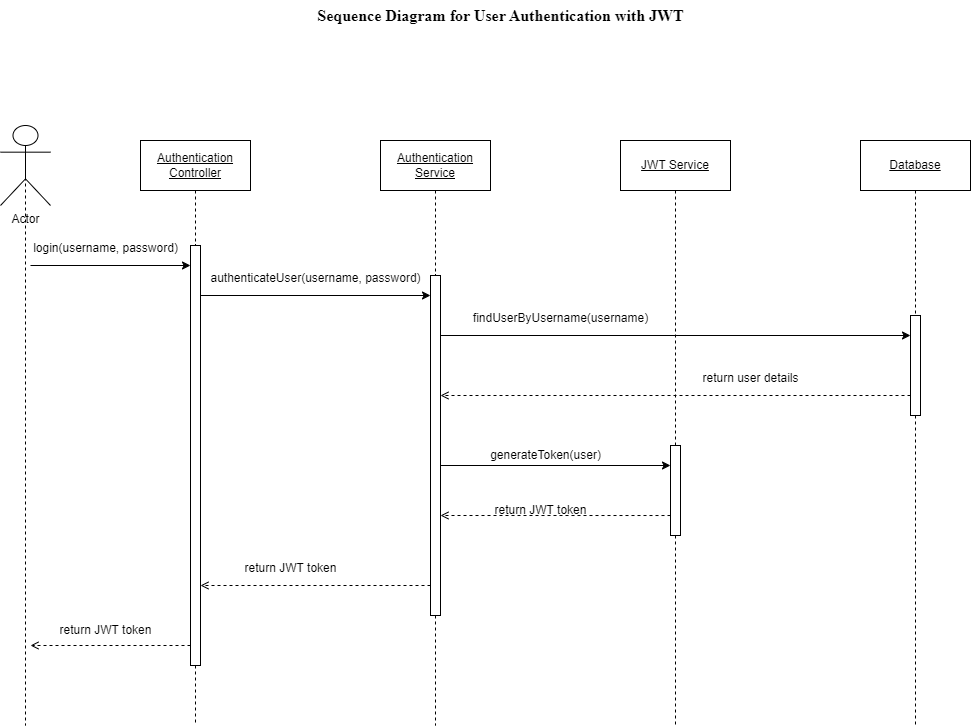 Sequence Diagram for User Authentication with JWT
Authentication
Controller
Authentication
Service
JWT Service
Database
Actor
login(username, password)
authenticateUser(username, password)
findUserByUsername(username)
return user details
generateToken(user)
return JWT token
return JWT token
return JWT token